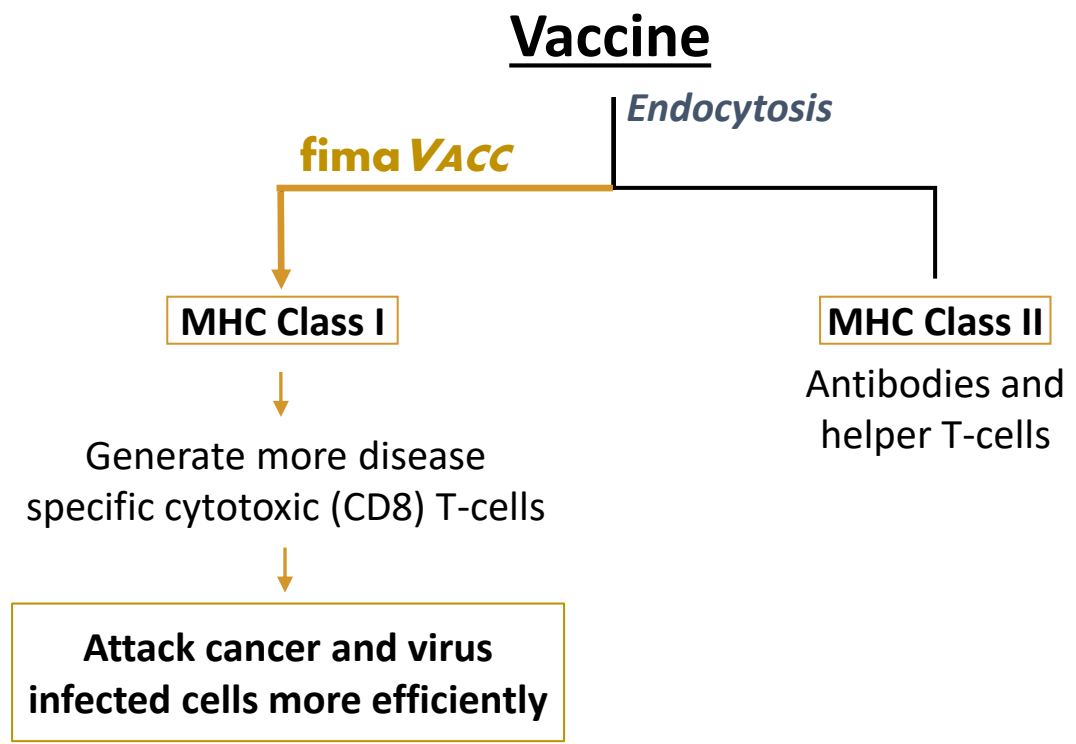 Vaccine
Endocytosis
fimaVACC
MHC Class I
MHC Class II
Antibodies and
helper T-cells
Generate more disease
specific cytotoxic (CD8) T-cells
Attack cancer and virus
infected cells more efficiently